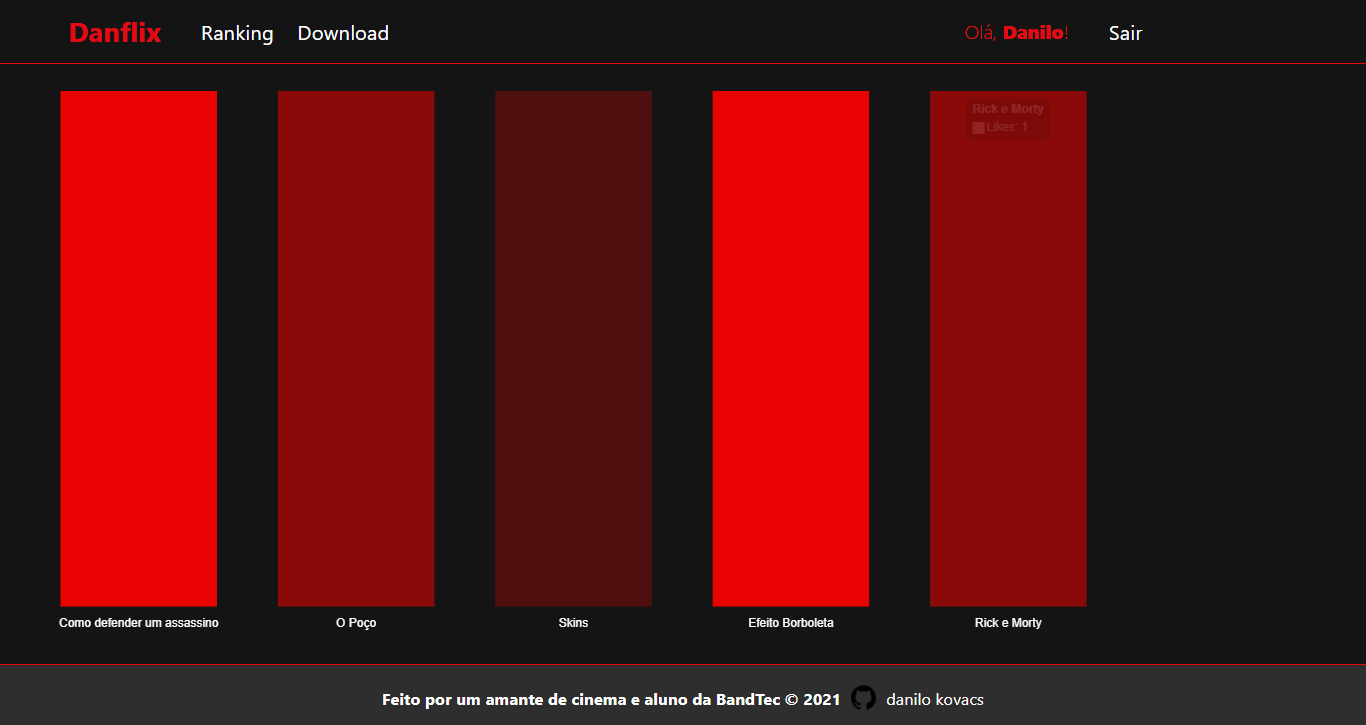 Danflix Ranking Download Olá, Danilo! Sair
Rick e Morty
Likes: 1
Como defender um assassino O Poço Skins Efeito Borboleta Rick e Morty
Feito por um amante de cinema e aluno da BandTec © 2021 danilo kovacs